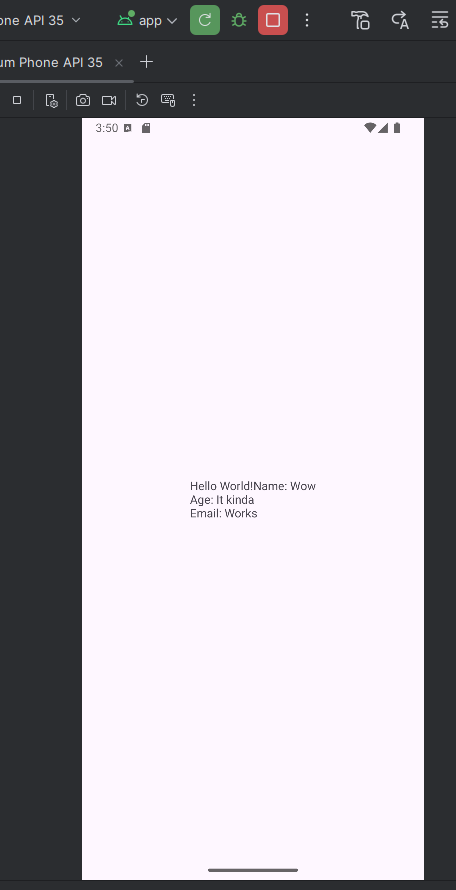 one API 35
app
um Phone API 35
3:50
Hello World!Name: Wow
Age: It kinda
Email: Works